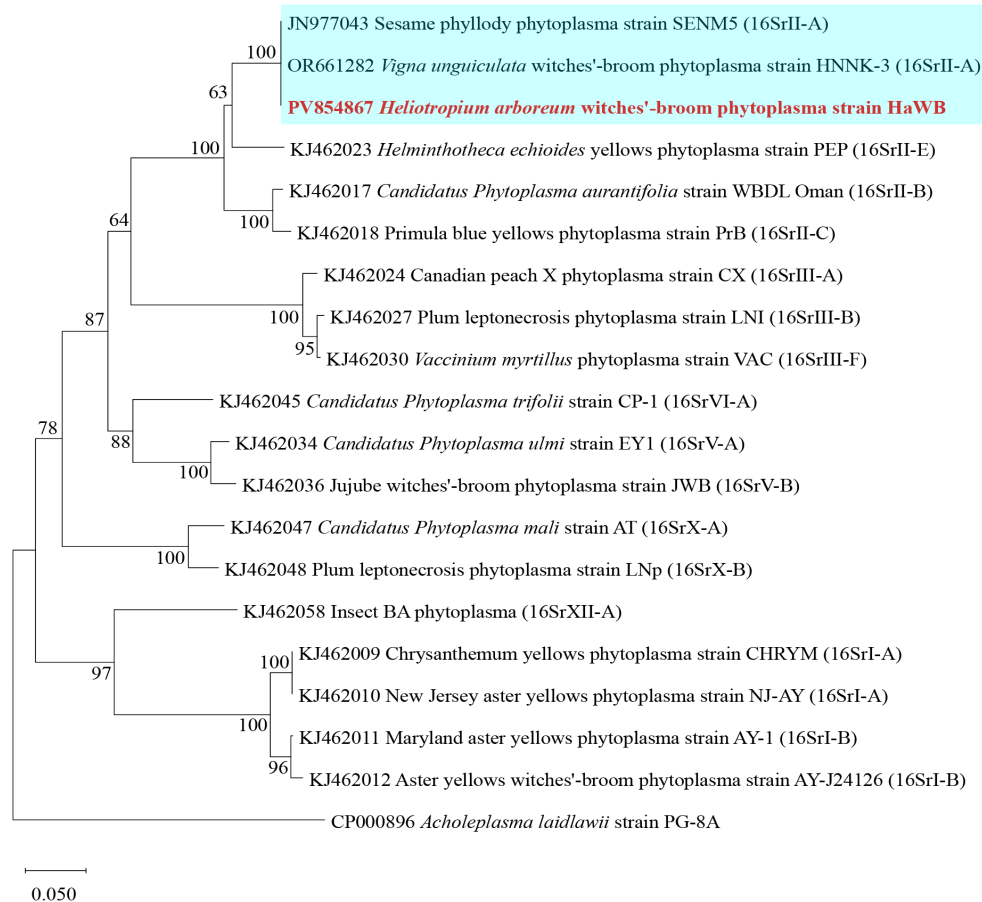 JN977043 Sesame phyllody phytoplasma strain SENM5 (16SrII-A)
100
OR661282 Vigna unguiculata witches'-broom phytoplasma strain HNNK-3 (16SrII-A)
63
PV854867 Heliotropium arboreum witches'-broom phytoplasma strain HaWB
100
KJ462023 Helminthotheca echioides yellows phytoplasma strain PEP (16SrII-E)
KJ462017 Candidatus Phytoplasma aurantifolia strain WBDL Oman (16SrII-B)
64
100
KJ462018 Primula blue yellows phytoplasma strain PrB (16SrII-C)
KJ462024 Canadian peach X phytoplasma strain CX (16SrIII-A)
87
100
KJ462027 Plum leptonecrosis phytoplasma strain LNI (16SrIII-B)
95
KJ462030 Vaccinium myrtillus phytoplasma strain VAC (16SrIII-F)
KJ462045 Candidatus Phytoplasma trifolii strain CP-1 (16SrVI-A)
78
88
KJ462034 Candidatus Phytoplasma ulmi strain EY1 (16SrV-A)
100
KJ462036 Jujube witches'-broom phytoplasma strain JWB (16SrV-B)
KJ462047 Candidatus Phytoplasma mali strain AT (16SrX-A)
100
KJ462048 Plum leptonecrosis phytoplasma strain LNp (16SrX-B)
KJ462058 Insect BA phytoplasma (16SrXII-A)
97
100
KJ462009 Chrysanthemum yellows phytoplasma strain CHRYM (16SrI-A)
KJ462010 New Jersey aster yellows phytoplasma strain NJ-AY (16SrI-A)
100
KJ462011 Maryland aster yellows phytoplasma strain AY-1 (16SrI-B)
96
KJ462012 Aster yellows witches'-broom phytoplasma strain AY-J24126 (16SrI-B)
CP000896 Acholeplasma laidlawii strain PG-8A
0.050